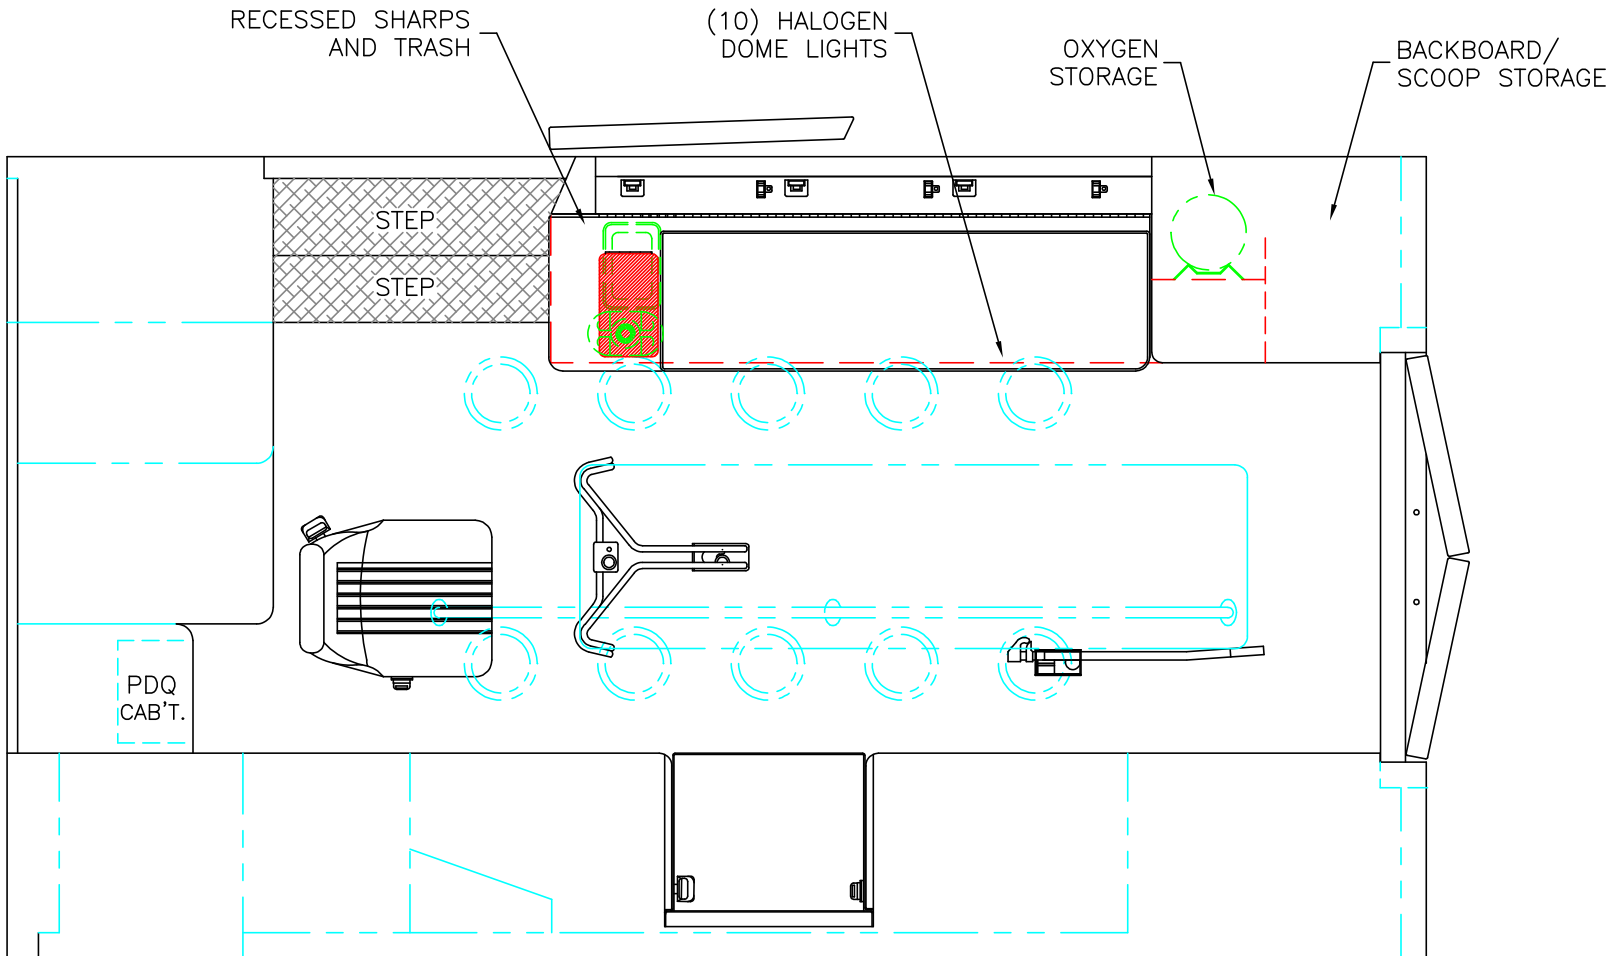 RECESSED SHARPS
AND TRASH
(10) HALOGEN
DOME LIGHTS
OXYGEN
STORAGE
BACKBOARD/
SCOOP STORAGE
STEP
STEP
PDQ
CAB'T.